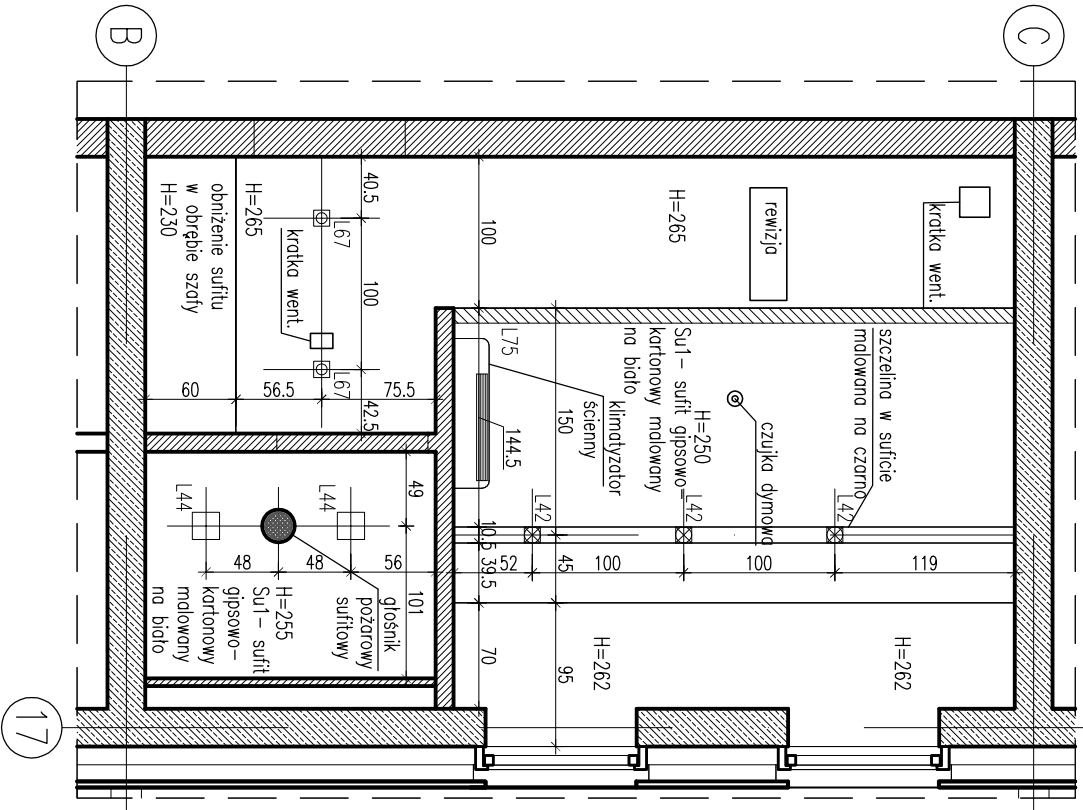 B
C
17
H=265
obniżenie sufitu
w obrębie szafy
H=230
L67
kratka went.
L67
40.5
100
42.5
60
56.5
75.5
100
H=265
rewizja
kratka went.
L75
klimatyzator
ścienny
144.5
150
H=250
Su1- sufit gipsowo-
kartonowy malowany
na biało
czujka dymowa
szczelina w suficie
malowana na czarno
L42
L42
L42
10.5
39.5
45
52
100
100
119
70
95
H=262
H=262
49
101
L44
L44
48
48
56
głośnik
pożarowy
sufitowy
H=255
Su1- sufit
gipsowo-
kartonowy
malowany
na biało